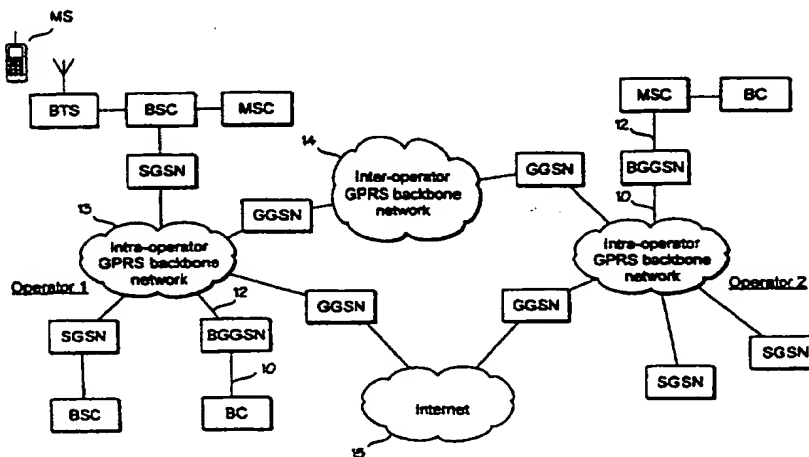 MS
BTS
BSC
MSC
SGSN
13
Intra-operator
GPRS backbone
network
Operator 1
GGSN
14
Inter-operator
GPRS backbone
network
GGSN
MSC
BC
12
BGGSN
10
Intra-operator
GPRS backbone
network
Operator 2
SGSN
BSC
12
BGGSN
10
BC
GGSN
GGSN
Internet
15
SGSN
SGSN